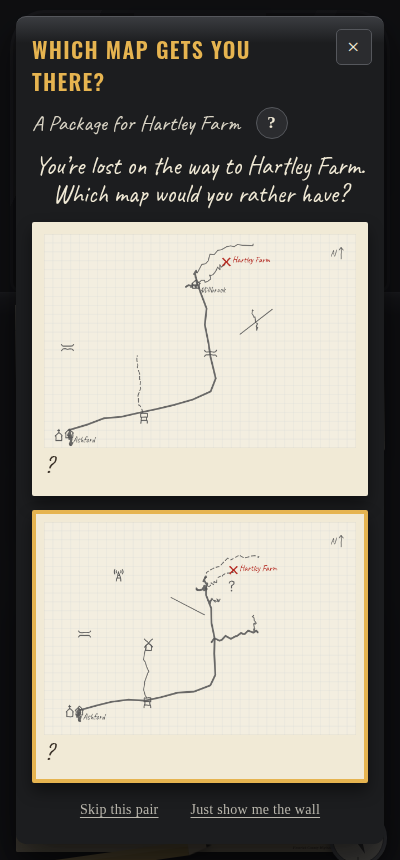 WHICH MAP GETS YOU
THERE?
×
A Package for Hartley Farm
?
You're lost on the way to Hartley Farm.
Which map would you rather have?
N
Hartley Farm
Millbrook
Ashford
?
N
Hartley Farm
?
Ashford
?
Skip this pair
Just show me the wall